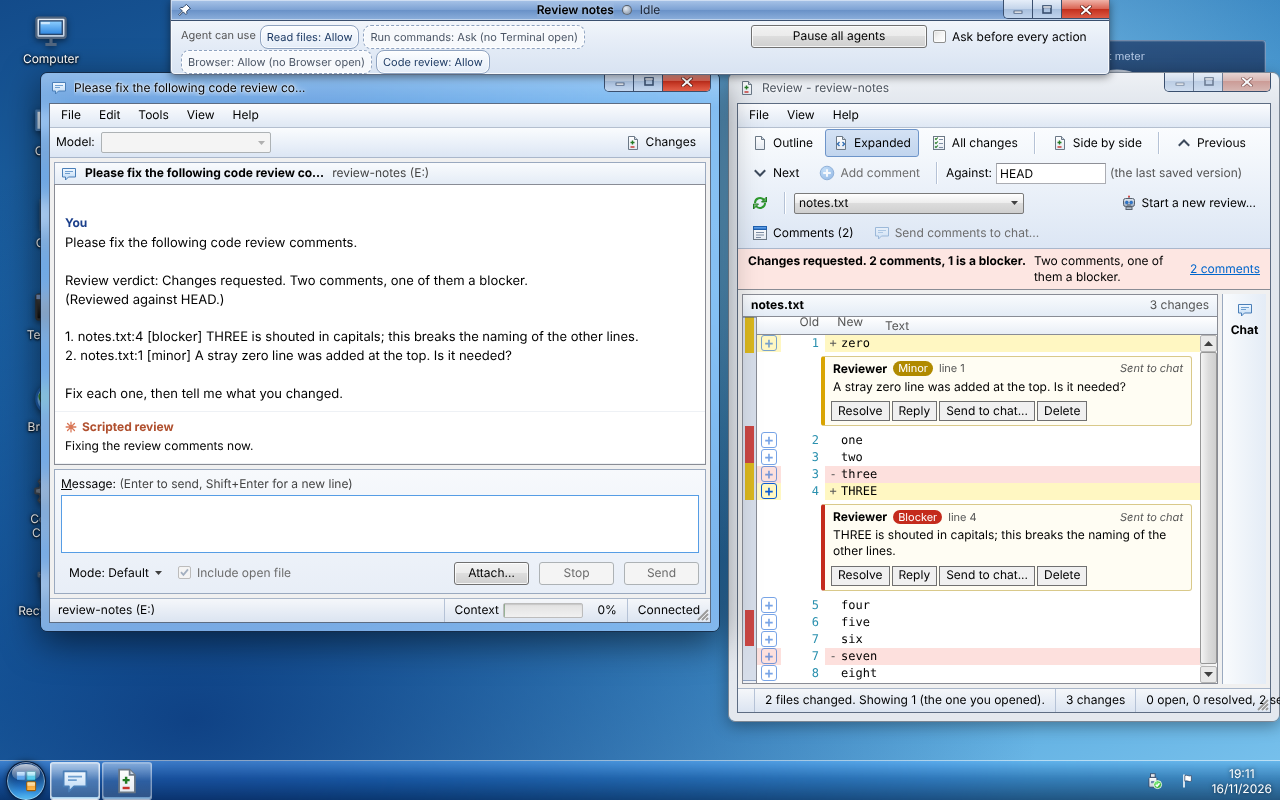 Review notes Idle
Agent can use Read files: Allow Run commands: Ask (no Terminal open)
Browser: Allow (no Browser open) Code review: Allow
Pause all agents Ask before every action
Computer
meter
Please fix the following code review co...
File Edit Tools View Help
Model: Changes
Please fix the following code review co... review-notes (E:)
You
Please fix the following code review comments.
Review verdict: Changes requested. Two comments, one of them a blocker.
(Reviewed against HEAD.)
1. notes.txt:4 [blocker] THREE is shouted in capitals; this breaks the naming of the other lines.
2. notes.txt:1 [minor] A stray zero line was added at the top. Is it needed?
Fix each one, then tell me what you changed.
Scripted review
Fixing the review comments now.
Message: (Enter to send, Shift+Enter for a new line)
Mode: Default Include open file Attach... Stop Send
review-notes (E:) Context 0% Connected
Review - review-notes
File View Help
Outline Expanded All changes Side by side Previous
Next Add comment Against: HEAD (the last saved version)
notes.txt Start a new review...
Comments (2) Send comments to chat...
Changes requested. 2 comments, 1 is a blocker. Two comments, one of
them a blocker.
2 comments
notes.txt 3 changes
Old New Text
1 + zero
Reviewer Minor line 1 Sent to chat
A stray zero line was added at the top. Is it needed?
Resolve Reply Send to chat... Delete
2 one
3 two
3 - three
4 + THREE
Reviewer Blocker line 4 Sent to chat
THREE is shouted in capitals; this breaks the naming of the
other lines.
Resolve Reply Send to chat... Delete
5 four
6 five
7 six
7 - seven
8 eight
Chat
2 files changed. Showing 1 (the one you opened). 3 changes 0 open, 0 resolved, 2 se
19:11
16/11/2026